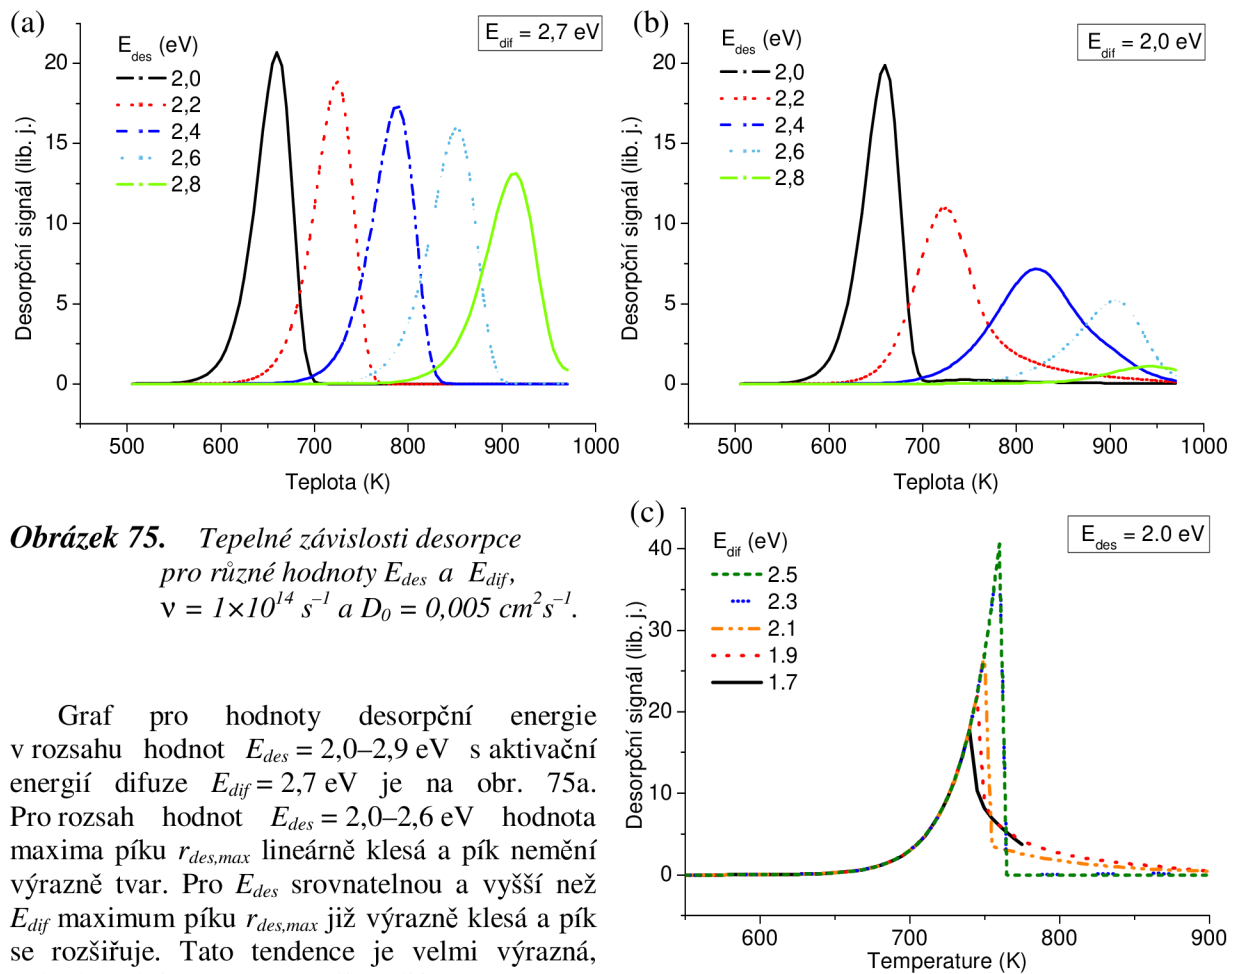 (a)
E_dif = 2,7 eV
E_des (eV)
2,0
2,2
2,4
2,6
2,8
Desorpční signál (lib. j.)
20
15
10
5
0
500 600 700 800 900 1000
Teplota (K)
(b)
E_dif = 2,0 eV
E_des (eV)
2,0
2,2
2,4
2,6
2,8
Desorpční signál (lib. j.)
20
15
10
5
0
500 600 700 800 900 1000
Teplota (K)
Obrázek 75. Tepelné závislosti desorpce
pro různé hodnoty E_des a E_dif,
ν = 1×10^14 s^–1 a D_0 = 0,005 cm^2s^–1.
Graf pro hodnoty desorpční energie
v rozsahu hodnot E_des = 2,0–2,9 eV s aktivační
energií difuze E_dif = 2,7 eV je na obr. 75a.
Pro rozsah hodnot E_des = 2,0–2,6 eV hodnota
maxima píku r_des,max lineárně klesá a pík nemění
výrazně tvar. Pro E_des srovnatelnou a vyšší než
E_dif maximum píku r_des,max již výrazně klesá a pík
se rozšiřuje. Tato tendence je velmi výrazná,
(c)
E_des = 2.0 eV
E_dif (eV)
2.5
2.3
2.1
1.9
1.7
Desorpční signál (lib. j.)
40
30
20
10
0
600 700 800 900
Temperature (K)